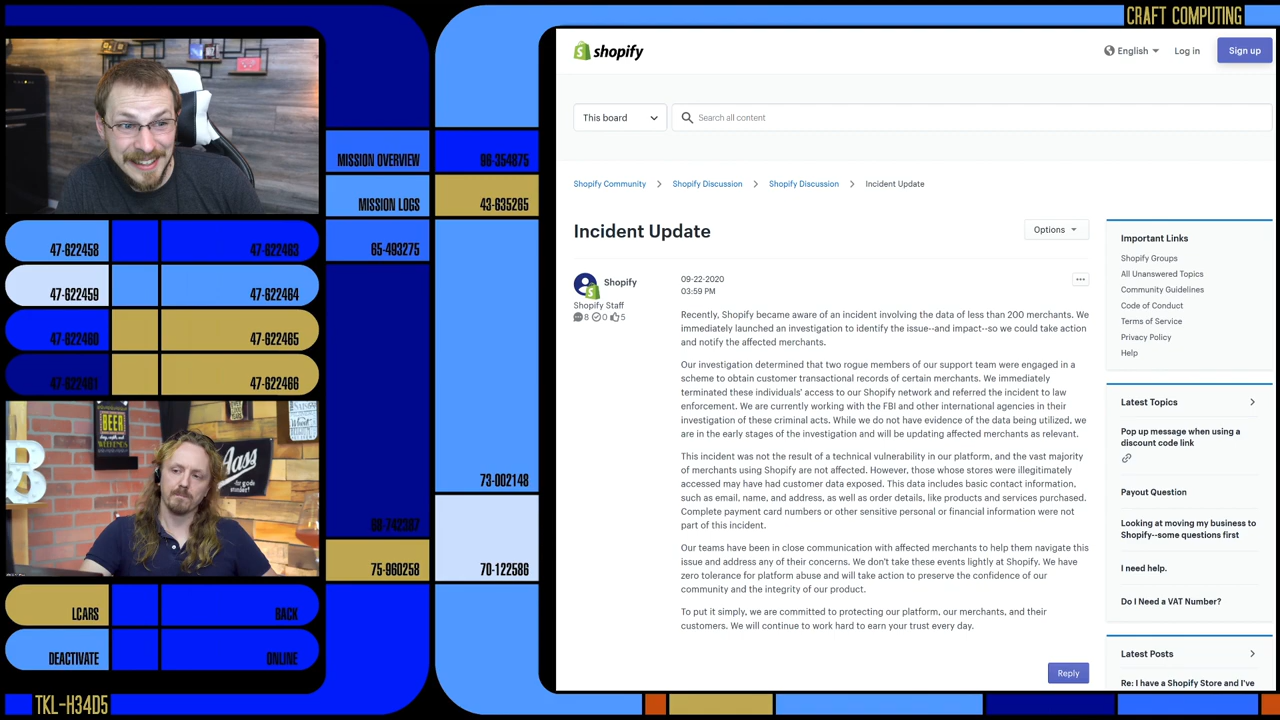 CRAFT COMPUTING
MISSION OVERVIEW
98-354875
MISSION LOGS
43-635265
47-622458
47-622463
65-493275
47-622459
47-622464
47-622460
47-622465
47-622461
47-622466
73-002148
75-960258
70-122586
LCARS
BACK
DEACTIVATE
ONLINE
TKL-H34D5
BEER
Aass
shopify
English
Log in
Sign up
This board
Search all content
Shopify Community
Shopify Discussion
Shopify Discussion
Incident Update
Incident Update
Options
Shopify
Shopify Staff
8 0 5
09-22-2020
03:59 PM
Recently, Shopify became aware of an incident involving the data of less than 200 merchants. We
immediately launched an investigation to identify the issue--and impact--so we could take action
and notify the affected merchants.
Our investigation determined that two rogue members of our support team were engaged in a
scheme to obtain customer transactional records of certain merchants. We immediately
terminated these individuals' access to our Shopify network and referred the incident to law
enforcement. We are currently working with the FBI and other international agencies in their
investigation of these criminal acts. While we do not have evidence of the data being utilized, we
are in the early stages of the investigation and will be updating affected merchants as relevant.
This incident was not the result of a technical vulnerability in our platform, and the vast majority
of merchants using Shopify are not affected. However, those whose stores were illegitimately
accessed may have had customer data exposed. This data includes basic contact information,
such as email, name, and address, as well as order details, like products and services purchased.
Complete payment card numbers or other sensitive personal or financial information were not
part of this incident.
Our teams have been in close communication with affected merchants to help them navigate this
issue and address any of their concerns. We don't take these events lightly at Shopify. We have
zero tolerance for platform abuse and will take action to preserve the confidence of our
community and the integrity of our product.
To put it simply, we are committed to protecting our platform, our merchants, and their
customers. We will continue to work hard to earn your trust every day.
Reply
Important Links
Shopify Groups
All Unanswered Topics
Community Guidelines
Code of Conduct
Terms of Service
Privacy Policy
Help
Latest Topics
Pop up message when using a
discount code link
Payout Question
Looking at moving my business to
Shopify--some questions first
I need help.
Do I Need a VAT Number?
Latest Posts
Re: I have a Shopify Store and I've